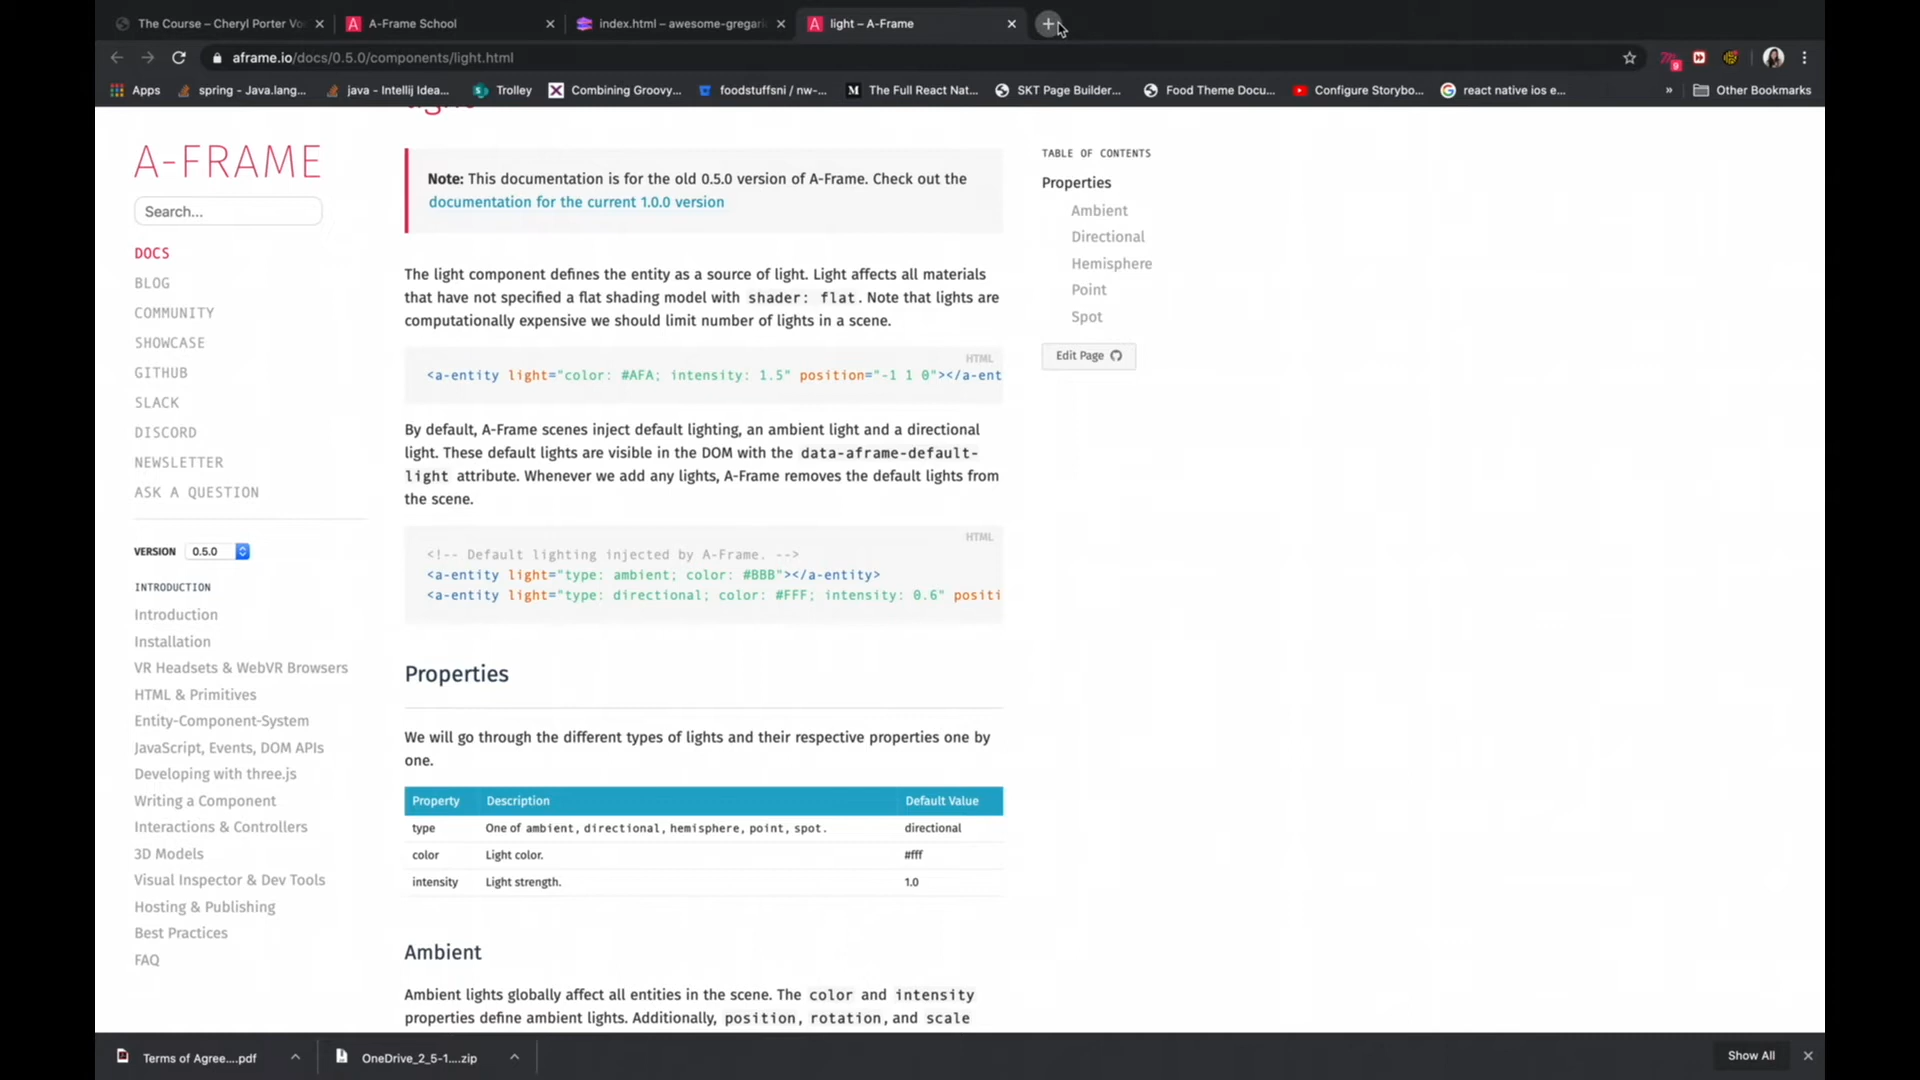 The Course – Cheryl Porter Vo
A-Frame School
index.html – awesome-gregari
light – A-Frame
aframe.io/docs/0.5.0/components/light.html
9
Apps
spring - Java.lang...
java - Intellij Idea...
Trolley
Combining Groovy...
foodstuffsni / nw-...
The Full React Nat...
SKT Page Builder...
Food Theme Docu...
Configure Storybo...
react native ios e...
»
Other Bookmarks
A-FRAME
Search...
DOCS
BLOG
COMMUNITY
SHOWCASE
GITHUB
SLACK
DISCORD
NEWSLETTER
ASK A QUESTION
VERSION 0.5.0
INTRODUCTION
Introduction
Installation
VR Headsets & WebVR Browsers
HTML & Primitives
Entity-Component-System
JavaScript, Events, DOM APIs
Developing with three.js
Writing a Component
Interactions & Controllers
3D Models
Visual Inspector & Dev Tools
Hosting & Publishing
Best Practices
FAQ
Note: This documentation is for the old 0.5.0 version of A-Frame. Check out the
documentation for the current 1.0.0 version
The light component defines the entity as a source of light. Light affects all materials
that have not specified a flat shading model with shader: flat. Note that lights are
computationally expensive we should limit number of lights in a scene.
HTML
<a-entity light="color: #AFA; intensity: 1.5" position="-1 1 0"></a-ent
By default, A-Frame scenes inject default lighting, an ambient light and a directional
light. These default lights are visible in the DOM with the data-aframe-default-
light attribute. Whenever we add any lights, A-Frame removes the default lights from
the scene.
HTML
<!-- Default lighting injected by A-Frame. -->
<a-entity light="type: ambient; color: #BBB"></a-entity>
<a-entity light="type: directional; color: #FFF; intensity: 0.6" positi
Properties
We will go through the different types of lights and their respective properties one by
one.
Property Description Default Value
type One of ambient, directional, hemisphere, point, spot. directional
color Light color. #fff
intensity Light strength. 1.0
Ambient
Ambient lights globally affect all entities in the scene. The color and intensity
properties define ambient lights. Additionally, position, rotation, and scale
TABLE OF CONTENTS
Properties
Ambient
Directional
Hemisphere
Point
Spot
Edit Page
Terms of Agree....pdf
OneDrive_2_5-1....zip
Show All